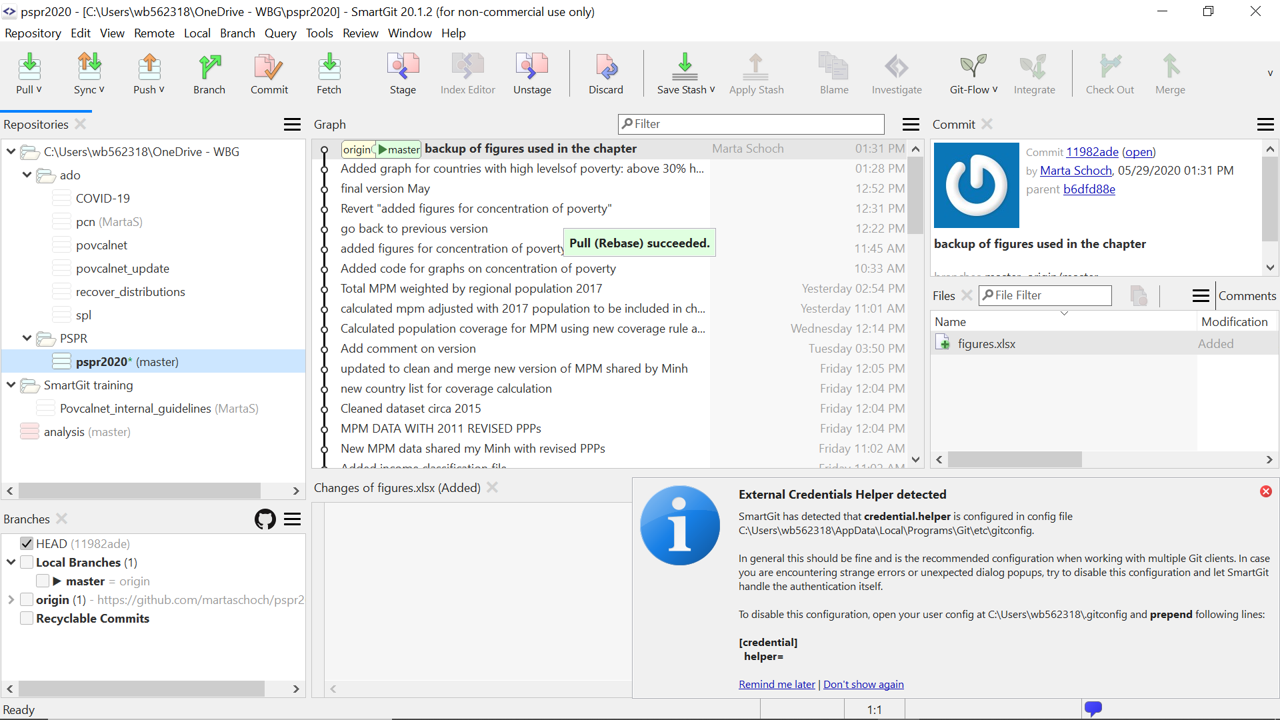 pspr2020 - [C:\Users\wb562318\OneDrive - WBG\pspr2020] - SmartGit 20.1.2 (for non-commercial use only)
Repository Edit View Remote Local Branch Query Tools Review Window Help
Pull Sync Push Branch Commit Fetch Stage Index Editor Unstage Discard Save Stash Apply Stash Blame Investigate Git-Flow Integrate Check Out Merge
Repositories
C:\Users\wb562318\OneDrive - WBG
ado
COVID-19
pcn (MartaS)
povcalnet
povcalnet_update
recover_distributions
spl
PSPR
pspr2020* (master)
SmartGit training
Povcalnet_internal_guidelines (MartaS)
analysis (master)
Branches
HEAD (11982ade)
Local Branches (1)
master = origin
origin (1) - https://github.com/martaschoch/pspr2
Recyclable Commits
Graph
Filter
origin master backup of figures used in the chapter Marta Schoch 01:31 PM
Added graph for countries with high levelsof poverty: above 30% h... 01:28 PM
final version May 12:52 PM
Revert "added figures for concentration of poverty" 12:31 PM
go back to previous version 12:22 PM
added figures for concentration of poverty 11:45 AM
Pull (Rebase) succeeded.
Added code for graphs on concentration of poverty 10:33 AM
Total MPM weighted by regional population 2017 Yesterday 02:54 PM
calculated mpm adjusted with 2017 population to be included in ch... Yesterday 11:01 AM
Calculated population coverage for MPM using new coverage rule a... Wednesday 12:14 PM
Add comment on version Tuesday 03:50 PM
updated to clean and merge new version of MPM shared by Minh Friday 12:05 PM
new country list for coverage calculation Friday 12:04 PM
Cleaned dataset circa 2015 Friday 12:04 PM
MPM DATA WITH 2011 REVISED PPPs Friday 12:04 PM
New MPM data shared my Minh with revised PPPs Friday 11:02 AM
Added income classification file Friday 11:02 AM
Commit
Commit 11982ade (open)
by Marta Schoch, 05/29/2020 01:31 PM
parent b6dfd88e
backup of figures used in the chapter
branches master, origin/master
Files File Filter Comments
Name Modification
figures.xlsx Added
Changes of figures.xlsx (Added)
External Credentials Helper detected
SmartGit has detected that credential.helper is configured in config file
C:\Users\wb562318\AppData\Local\Programs\Git\etc\gitconfig.
In general this should be fine and is the recommended configuration when working with multiple Git clients. In case
you are encountering strange errors or unexpected dialog popups, try to disable this configuration and let SmartGit
handle the authentication itself.
To disable this configuration, open your user config at C:\Users\wb562318\.gitconfig and prepend following lines:
[credential]
helper=
Remind me later | Don't show again
Ready
1:1